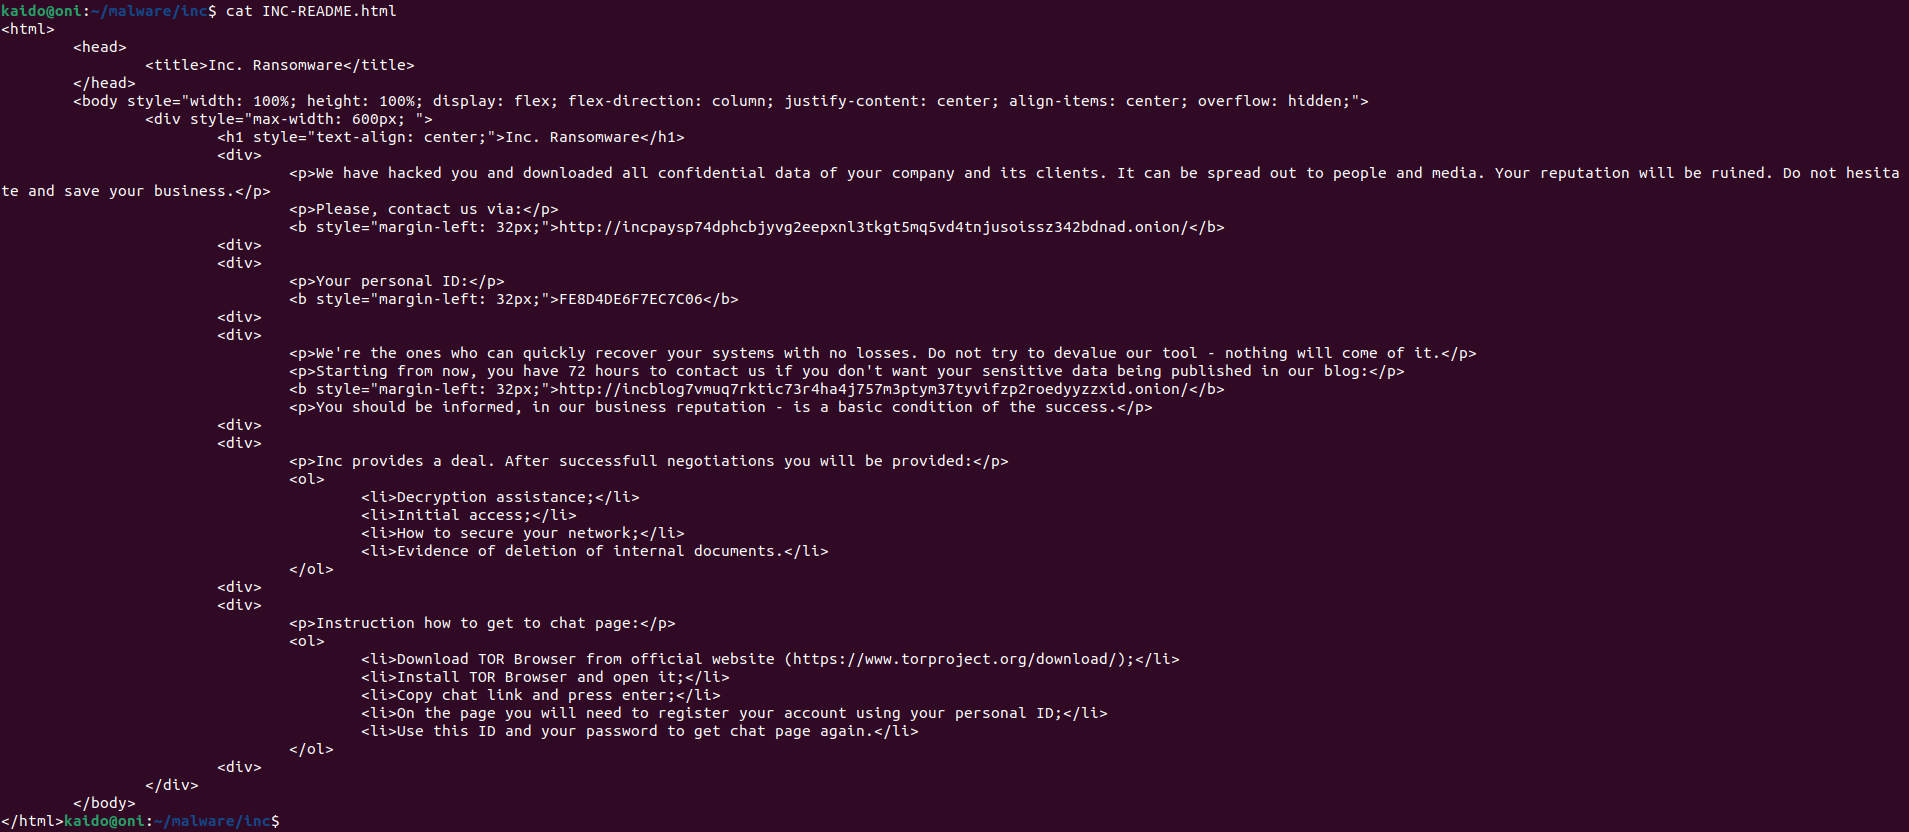 kaido@oni:~/malware/inc$ cat INC-README.html
<html>
        <head>
                <title>Inc. Ransomware</title>
        </head>
        <body style="width: 100%; height: 100%; display: flex; flex-direction: column; justify-content: center; align-items: center; overflow: hidden;">
                <div style="max-width: 600px; ">
                        <h1 style="text-align: center;">Inc. Ransomware</h1>
                        <div>
                                <p>We have hacked you and downloaded all confidential data of your company and its clients. It can be spread out to people and media. Your reputation will be ruined. Do not hesita
te and save your business.</p>
                                <p>Please, contact us via:</p>
                                <b style="margin-left: 32px;">http://incpaysp74dphcbjyvg2eepxnl3tkgt5mq5vd4tnjusoissz342bdnad.onion/</b>
                        <div>
                        <div>
                                <p>Your personal ID:</p>
                                <b style="margin-left: 32px;">FE8D4DE6F7EC7C06</b>
                        <div>
                        <div>
                                <p>We're the ones who can quickly recover your systems with no losses. Do not try to devalue our tool - nothing will come of it.</p>
                                <p>Starting from now, you have 72 hours to contact us if you don't want your sensitive data being published in our blog:</p>
                                <b style="margin-left: 32px;">http://incblog7vmuq7rktic73r4ha4j757m3ptym37tyvifzp2roedyyzzxid.onion/</b>
                                <p>You should be informed, in our business reputation - is a basic condition of the success.</p>
                        <div>
                        <div>
                                <p>Inc provides a deal. After successfull negotiations you will be provided:</p>
                                <ol>
                                        <li>Decryption assistance;</li>
                                        <li>Initial access;</li>
                                        <li>How to secure your network;</li>
                                        <li>Evidence of deletion of internal documents.</li>
                                </ol>
                        <div>
                        <div>
                                <p>Instruction how to get to chat page:</p>
                                <ol>
                                        <li>Download TOR Browser from official website (https://www.torproject.org/download/);</li>
                                        <li>Install TOR Browser and open it;</li>
                                        <li>Copy chat link and press enter;</li>
                                        <li>On the page you will need to register your account using your personal ID;</li>
                                        <li>Use this ID and your password to get chat page again.</li>
                                </ol>
                        <div>
                </div>
        </body>
</html>kaido@oni:~/malware/inc$